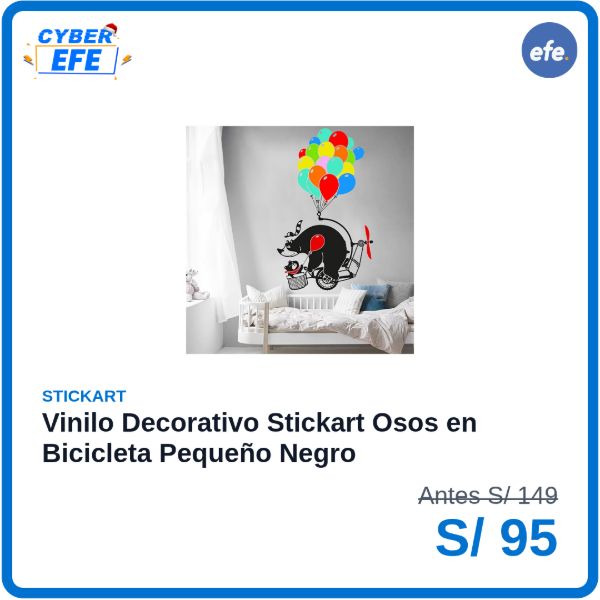 CYBER
EFE
efe.
STICKART
Vinilo Decorativo Stickart Osos en
Bicicleta Pequeño Negro
Antes S/ 149
S/ 95